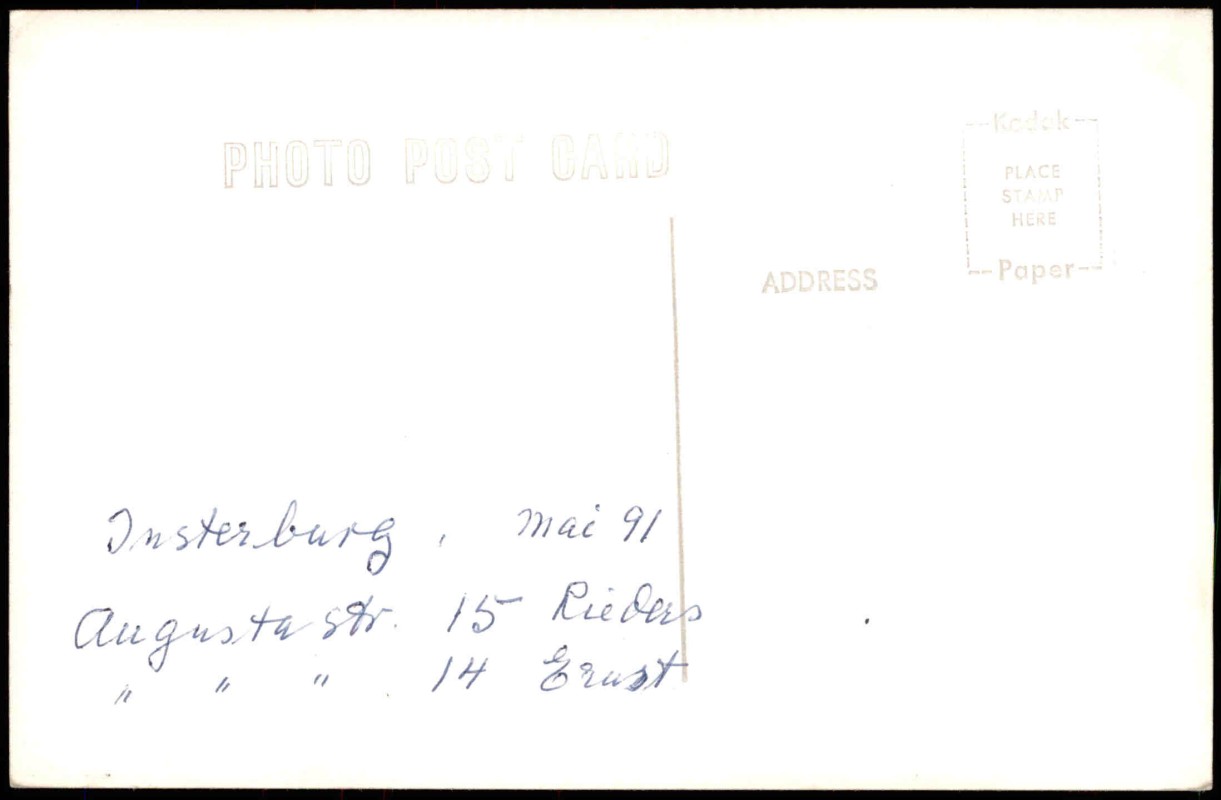 PHOTO POST CARD
Kodak
PLACE
STAMP
HERE
Paper
ADDRESS
Insterburg, Mai 91
Augusta str. 15 Rieders
" " " 14 Ernst